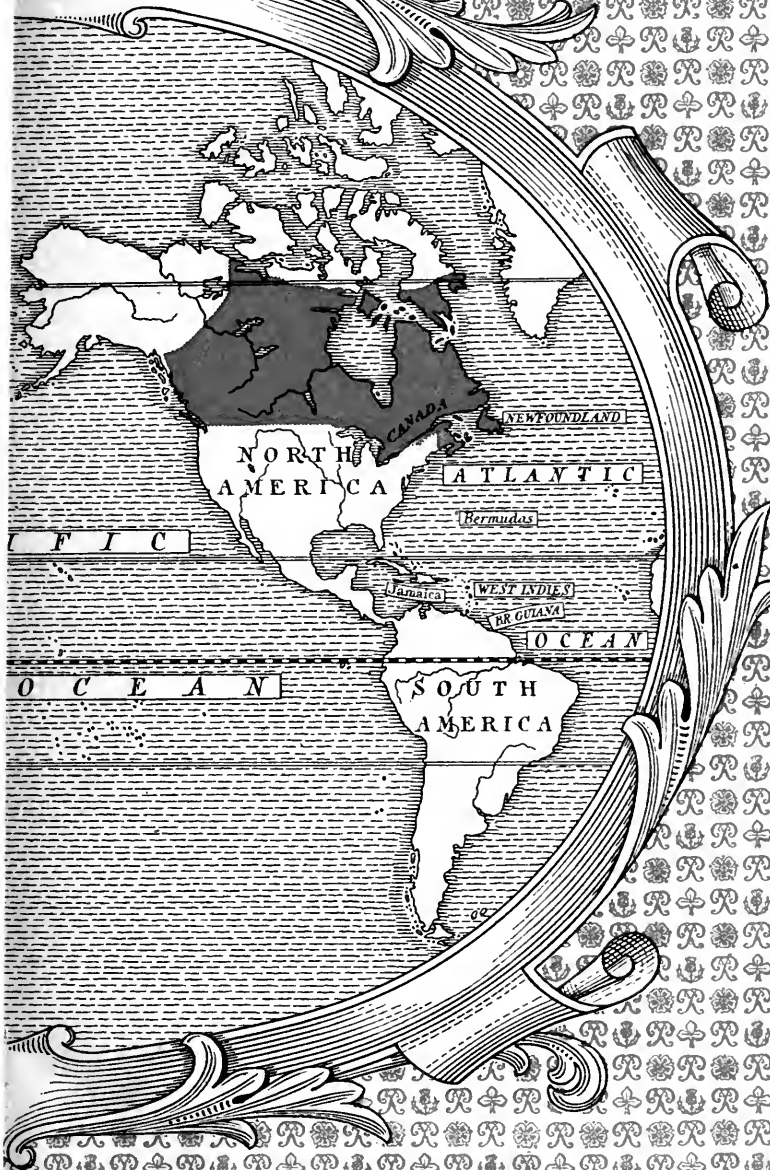 CANADA
NEWFOUNDLAND
NORTH
AMERICA
ATLANTIC
Bermudas
IFIC
Jamaica
WEST INDIES
BR GUIANA
OCEAN
OCEAN
SOUTH
AMERICA